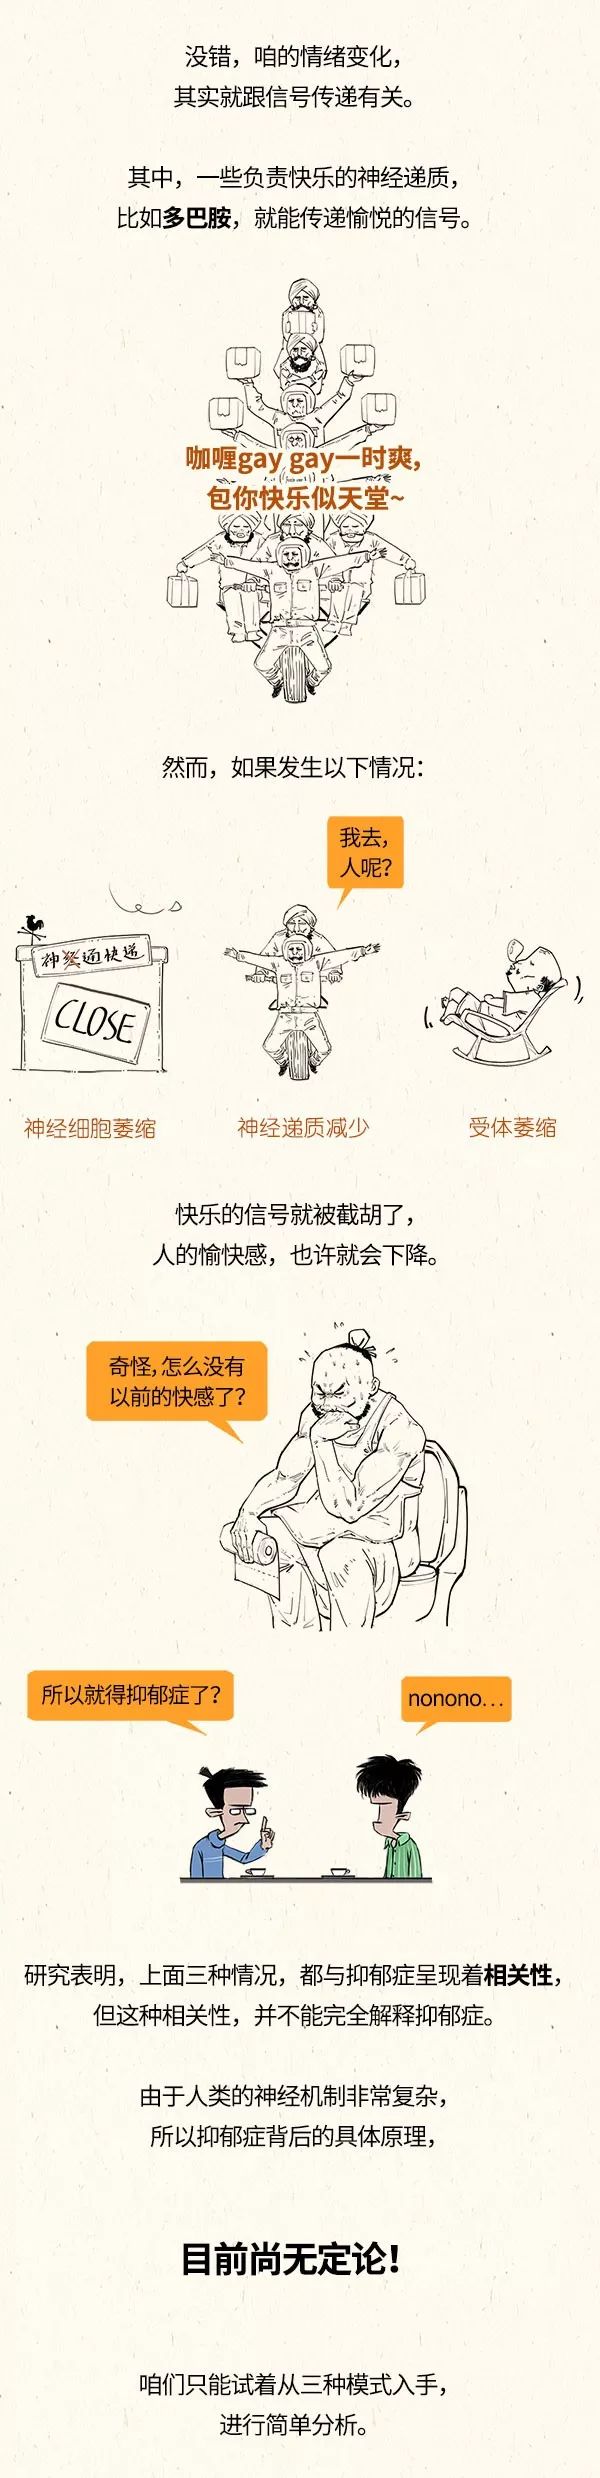 没错，咱的情绪变化，
其实就跟信号传递有关。
其中，一些负责快乐的神经递质，
比如多巴胺，就能传递愉悦的信号。
咖喱gay gay一时爽,
包你快乐似天堂~
然而，如果发生以下情况：
我去，
人呢？
神经通快递
CLOSE
神经细胞萎缩
神经递质减少
受体萎缩
快乐的信号就被截胡了，
人的愉快感，也许就会下降。
奇怪，怎么没有
以前的快感了？
所以就得抑郁症了？
nonono...
研究表明，上面三种情况，都与抑郁症呈现着相关性，
但这种相关性，并不能完全解释抑郁症。
由于人类的神经机制非常复杂，
所以抑郁症背后的具体原理，
目前尚无定论！
咱们只能试着从三种模式入手，
进行简单分析。